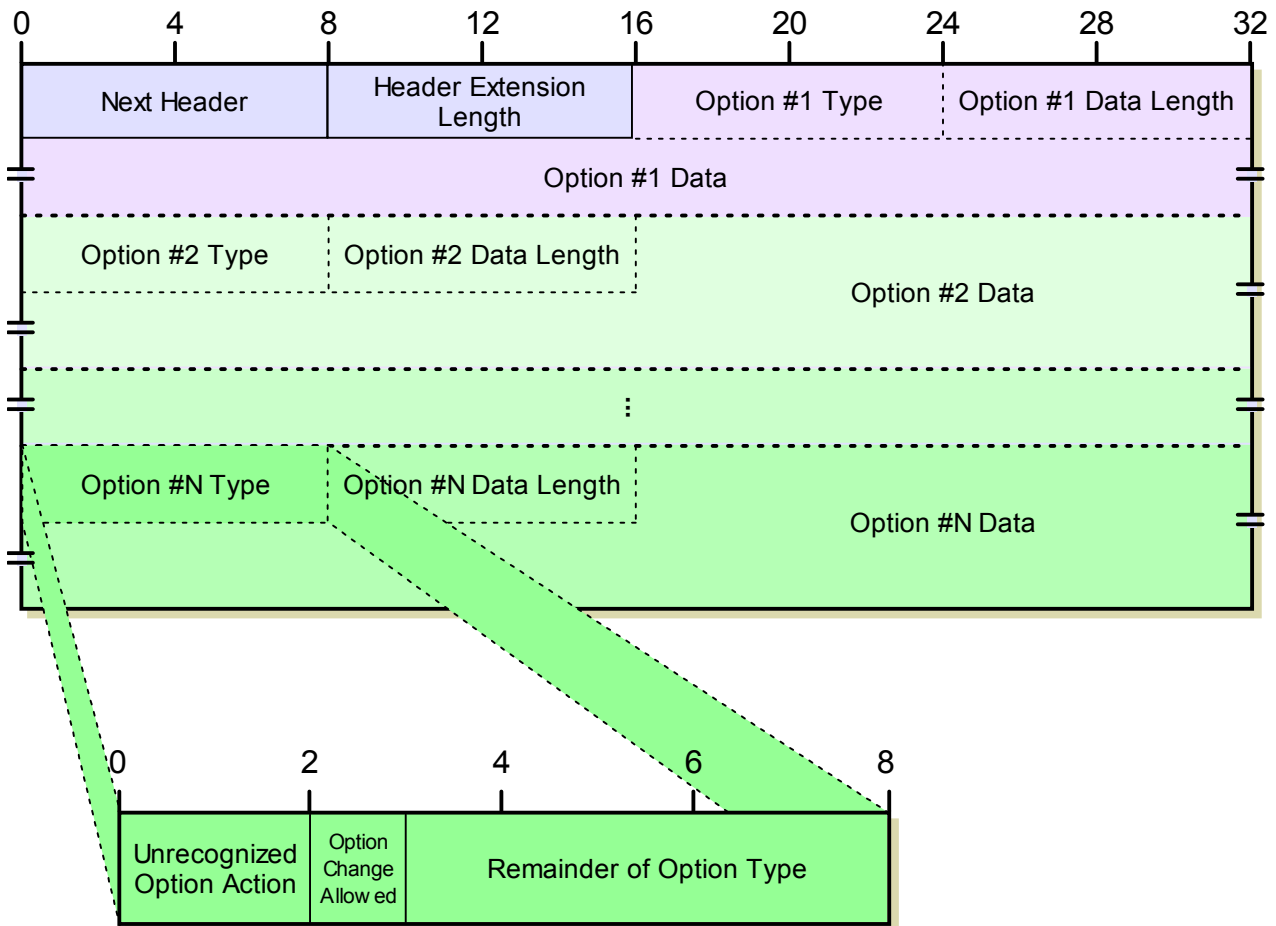 0 4 8 12 16 20 24 28 32
Next Header
Header Extension
Length
Option #1 Type
Option #1 Data Length
Option #1 Data
Option #2 Type
Option #2 Data Length
Option #2 Data
...
Option #N Type
Option #N Data Length
Option #N Data
0 2 4 6 8
Unrecognized
Option Action
Option
Change
Allowed
Remainder of Option Type